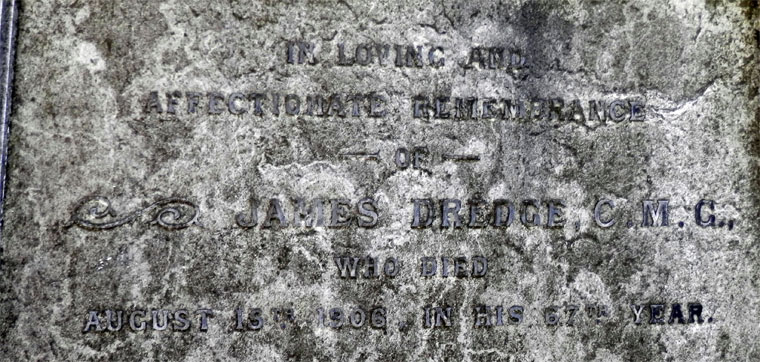 IN LOVING AND
AFFECTIONATE REMEMBRANCE
— OF —
JAMES DREDGE, C.M.G.,
WHO DIED
AUGUST 15TH 1906, IN HIS 67TH YEAR.